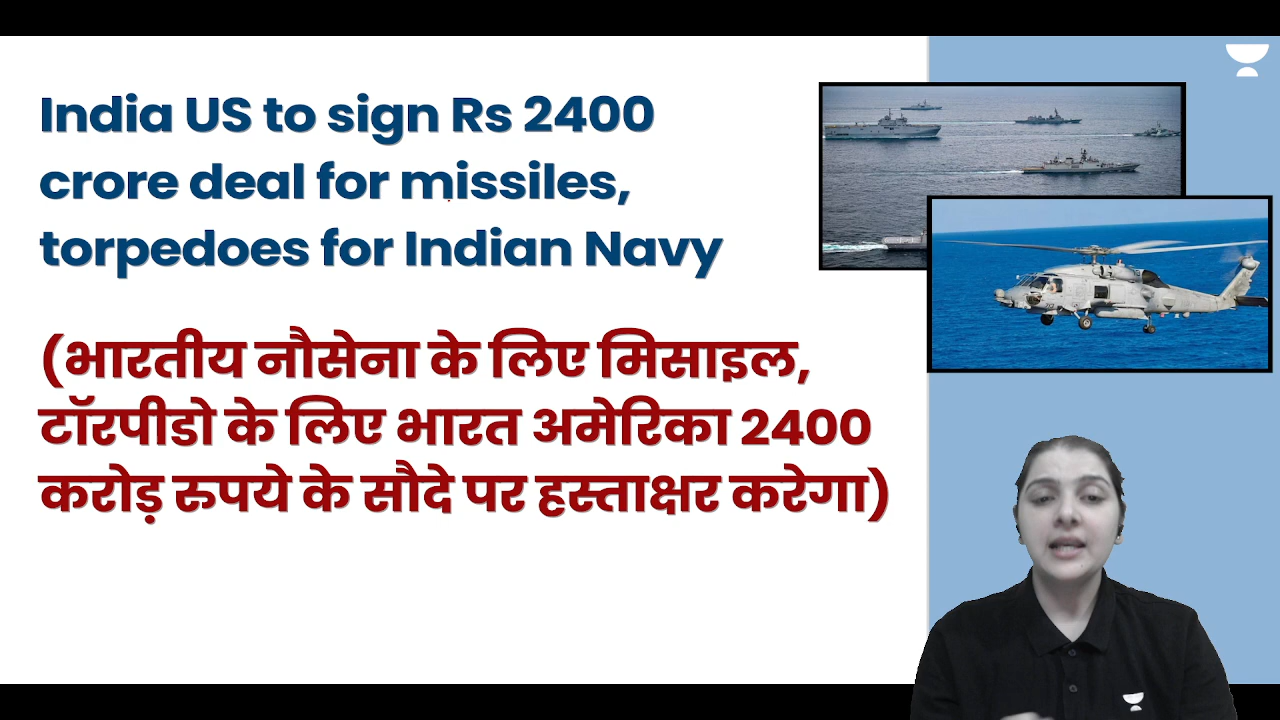 India US to sign Rs 2400
crore deal for missiles,
torpedoes for Indian Navy
(भारतीय नौसेना के लिए मिसाइल,
टॉरपीडो के लिए भारत अमेरिका 2400
करोड़ रुपये के सौदे पर हस्ताक्षर करेगा)